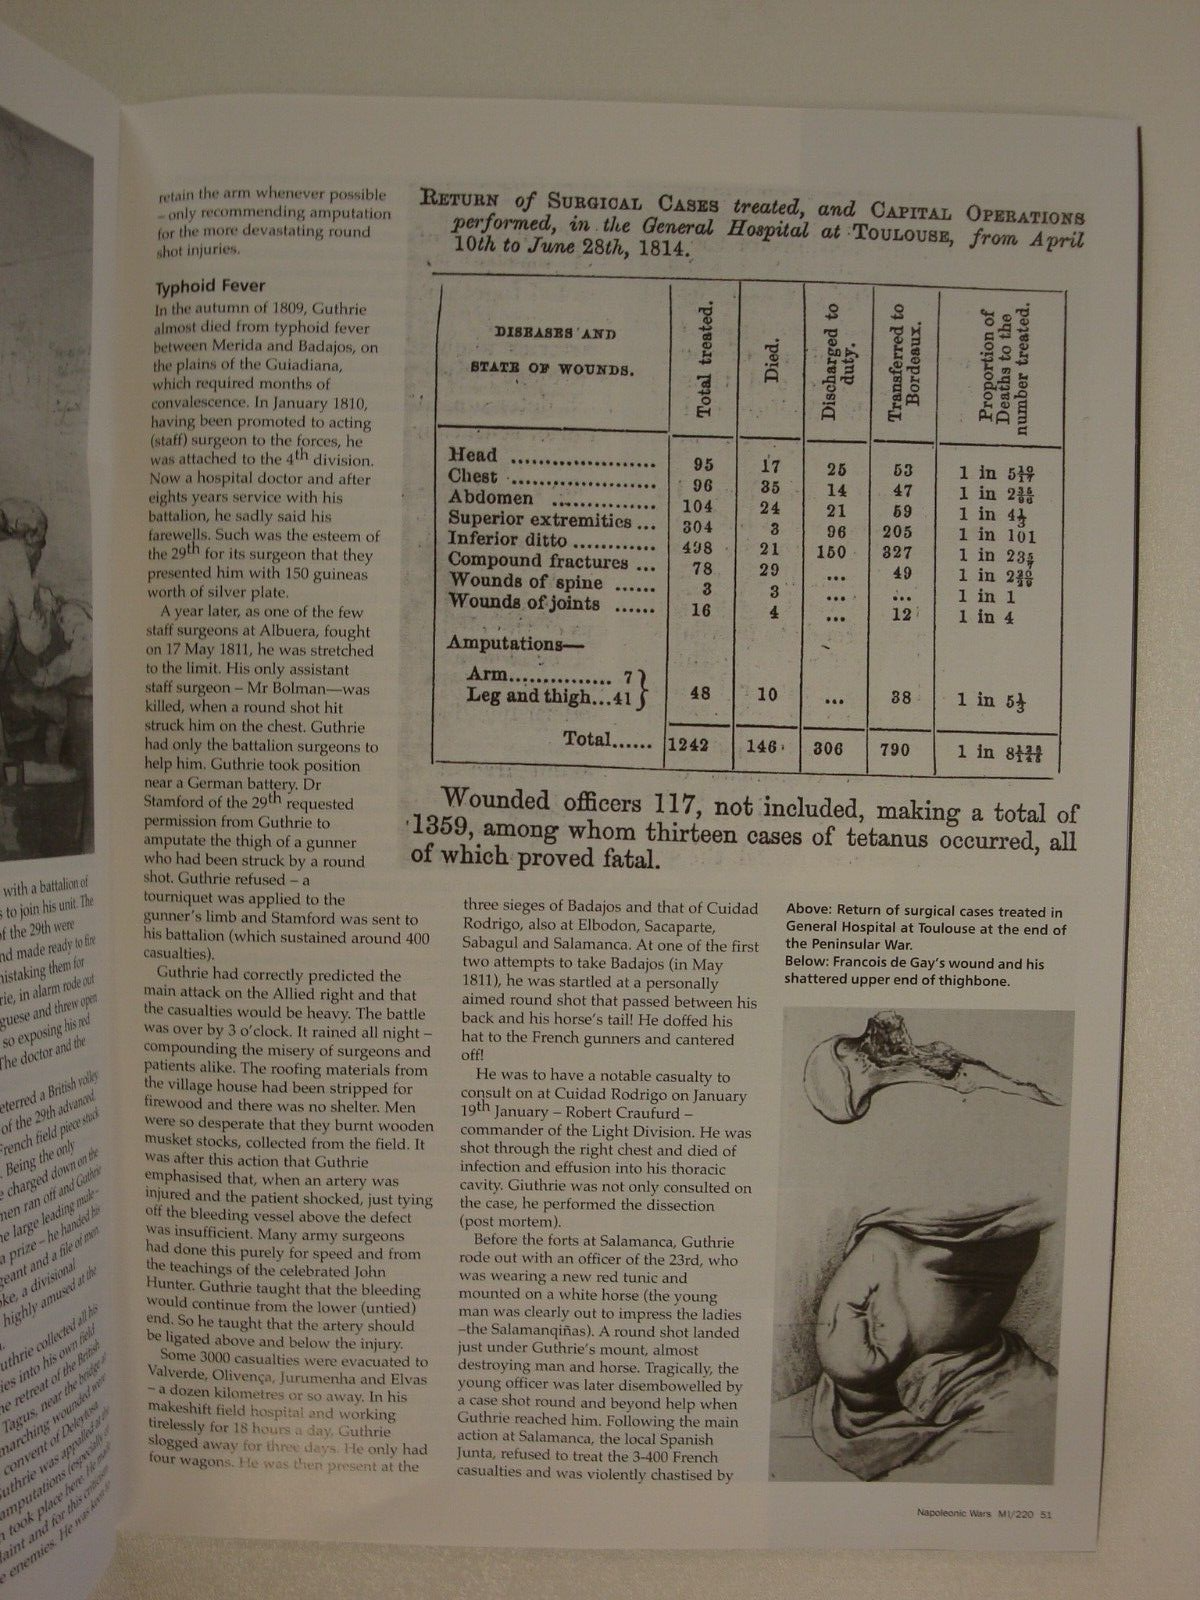 retain the arm whenever possible
– only recommending amputation
for the more devastating round
shot injuries.
Typhoid Fever
In the autumn of 1809, Guthrie
almost died from typhoid fever
between Merida and Badajos, on
the plains of the Guiadiana,
which required months of
convalescence. In January 1810,
having been promoted to acting
(staff) surgeon to the forces, he
was attached to the 4th division.
Now a hospital doctor and after
eights years service with his
battalion, he sadly said his
farewells. Such was the esteem of
the 29th for its surgeon that they
presented him with 150 guineas
worth of silver plate.
A year later, as one of the few
staff surgeons at Albuera, fought
on 17 May 1811, he was stretched
to the limit. His only assistant
staff surgeon – Mr Bolman—was
killed, when a round shot hit
struck him on the chest. Guthrie
had only the battalion surgeons to
help him. Guthrie took position
near a German battery. Dr
Stamford of the 29th requested
permission from Guthrie to
amputate the thigh of a gunner
who had been struck by a round
shot. Guthrie refused – a
tourniquet was applied to the
gunner's limb and Stamford was sent to
his battalion (which sustained around 400
casualties).
Guthrie had correctly predicted the
main attack on the Allied right and that
the casualties would be heavy. The battle
was over by 3 o'clock. It rained all night –
compounding the misery of surgeons and
patients alike. The roofing materials from
the village house had been stripped for
firewood and there was no shelter. Men
were so desperate that they burnt wooden
musket stocks, collected from the field. It
was after this action that Guthrie
emphasised that, when an artery was
injured and the patient shocked, just tying
off the bleeding vessel above the defect
was insufficient. Many army surgeons
had done this purely for speed and from
the teachings of the celebrated John
Hunter. Guthrie taught that the bleeding
would continue from the lower (untied)
end. So he taught that the artery should
be ligated above and below the injury.
Some 3000 casualties were evacuated to
Valverde, Olivença, Jurumenha and Elvas
– a dozen kilometres or so away. In his
makeshift field hospital and working
tirelessly for 18 hours a day, Guthrie
slogged away for three days. He only had
four wagons. He was then present at the
RETURN of SURGICAL CASES treated, and CAPITAL OPERATIONS
performed, in the General Hospital at TOULOUSE, from April
10th to June 28th, 1814.
DISEASES AND STATE OF WOUNDS. Total treated. Died. Discharged to duty. Transferred to Bordeaux. Proportion of Deaths to the number treated.
Head .................... 95 17 25 53 1 in 5 10/17
Chest .................... 96 35 14 47 1 in 2
Abdomen .............. 104 24 21 59 1 in 4 1/3
Superior extremities ... 304 3 96 205 1 in 101
Inferior ditto ............ 498 21 150 327 1 in 23 5/7
Compound fractures ... 78 29 ... 49 1 in 2
Wounds of spine ...... 3 3 ... ... 1 in 1
Wounds of joints ...... 16 4 ... 12 1 in 4
Amputations—
Arm............... 7
Leg and thigh...41 } 48 10 ... 38 1 in 5 1/3
Total...... 1242 146 306 790 1 in 8
Wounded officers 117, not included, making a total of
1359, among whom thirteen cases of tetanus occurred, all
of which proved fatal.
three sieges of Badajos and that of Cuidad
Rodrigo, also at Elbodon, Sacaparte,
Sabagul and Salamanca. At one of the first
two attempts to take Badajos (in May
1811), he was startled at a personally
aimed round shot that passed between his
back and his horse's tail! He doffed his
hat to the French gunners and cantered
off!
He was to have a notable casualty to
consult on at Cuidad Rodrigo on January
19th January – Robert Craufurd –
commander of the Light Division. He was
shot through the right chest and died of
infection and effusion into his thoracic
cavity. Giuthrie was not only consulted on
the case, he performed the dissection
(post mortem).
Before the forts at Salamanca, Guthrie
rode out with an officer of the 23rd, who
was wearing a new red tunic and
mounted on a white horse (the young
man was clearly out to impress the ladies
–the Salamanqiñas). A round shot landed
just under Guthrie's mount, almost
destroying man and horse. Tragically, the
young officer was later disembowelled by
a case shot round and beyond help when
Guthrie reached him. Following the main
action at Salamanca, the local Spanish
Junta, refused to treat the 3-400 French
casualties and was violently chastised by
Above: Return of surgical cases treated in
General Hospital at Toulouse at the end of
the Peninsular War.
Below: Francois de Gay's wound and his
shattered upper end of thighbone.
Napoleonic Wars MI/220 51